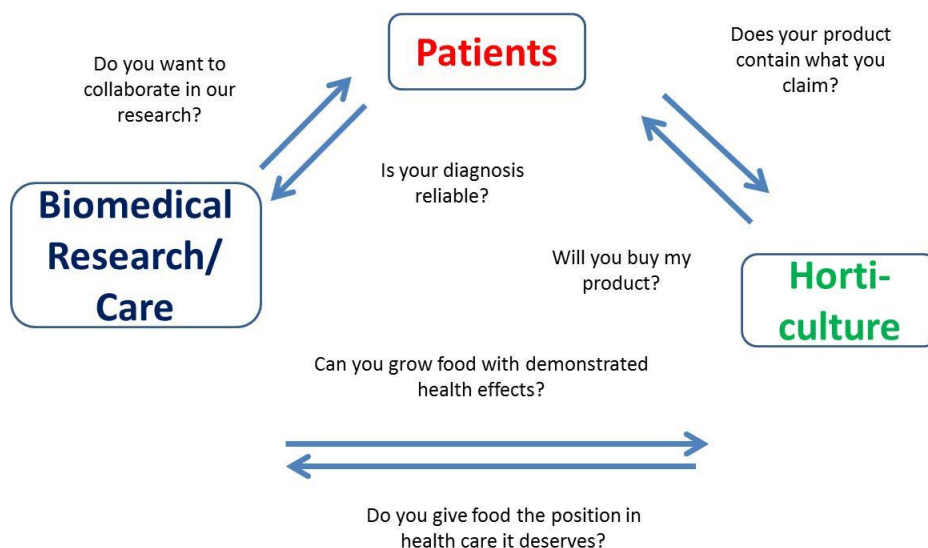 Patients
Does your product
contain what you
claim?
Do you want to
collaborate in our
research?
Is your diagnosis
reliable?
Biomedical
Research/
Care
Will you buy my
product?
Horti-
culture
Can you grow food with demonstrated
health effects?
Do you give food the position in
health care it deserves?